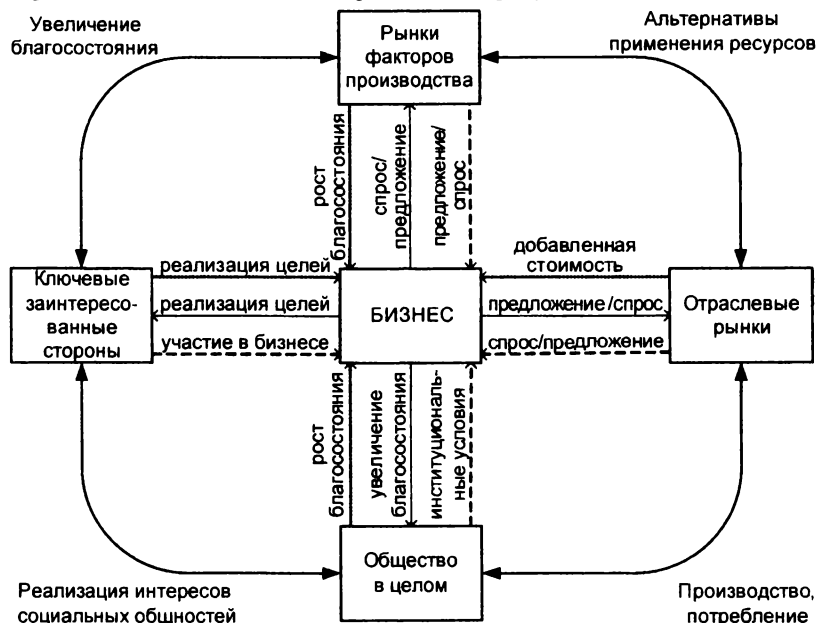 Увеличение
благосостояния
Рынки
факторов
производства
Альтернативы
применения ресурсов
рост
благосостояния
спрос/
предложение
предложение/
спрос
Ключевые
заинтересо-
ванные
стороны
реализация целей
реализация целей
участие в бизнесе
БИЗНЕС
добавленная
стоимость
предложение/спрос
спрос/предложение
Отраслевые
рынки
рост
благосостояния
увеличение
благосостояния
институциональ-
ные условия
Общество
в целом
Реализация интересов
социальных общностей
Производство,
потребление